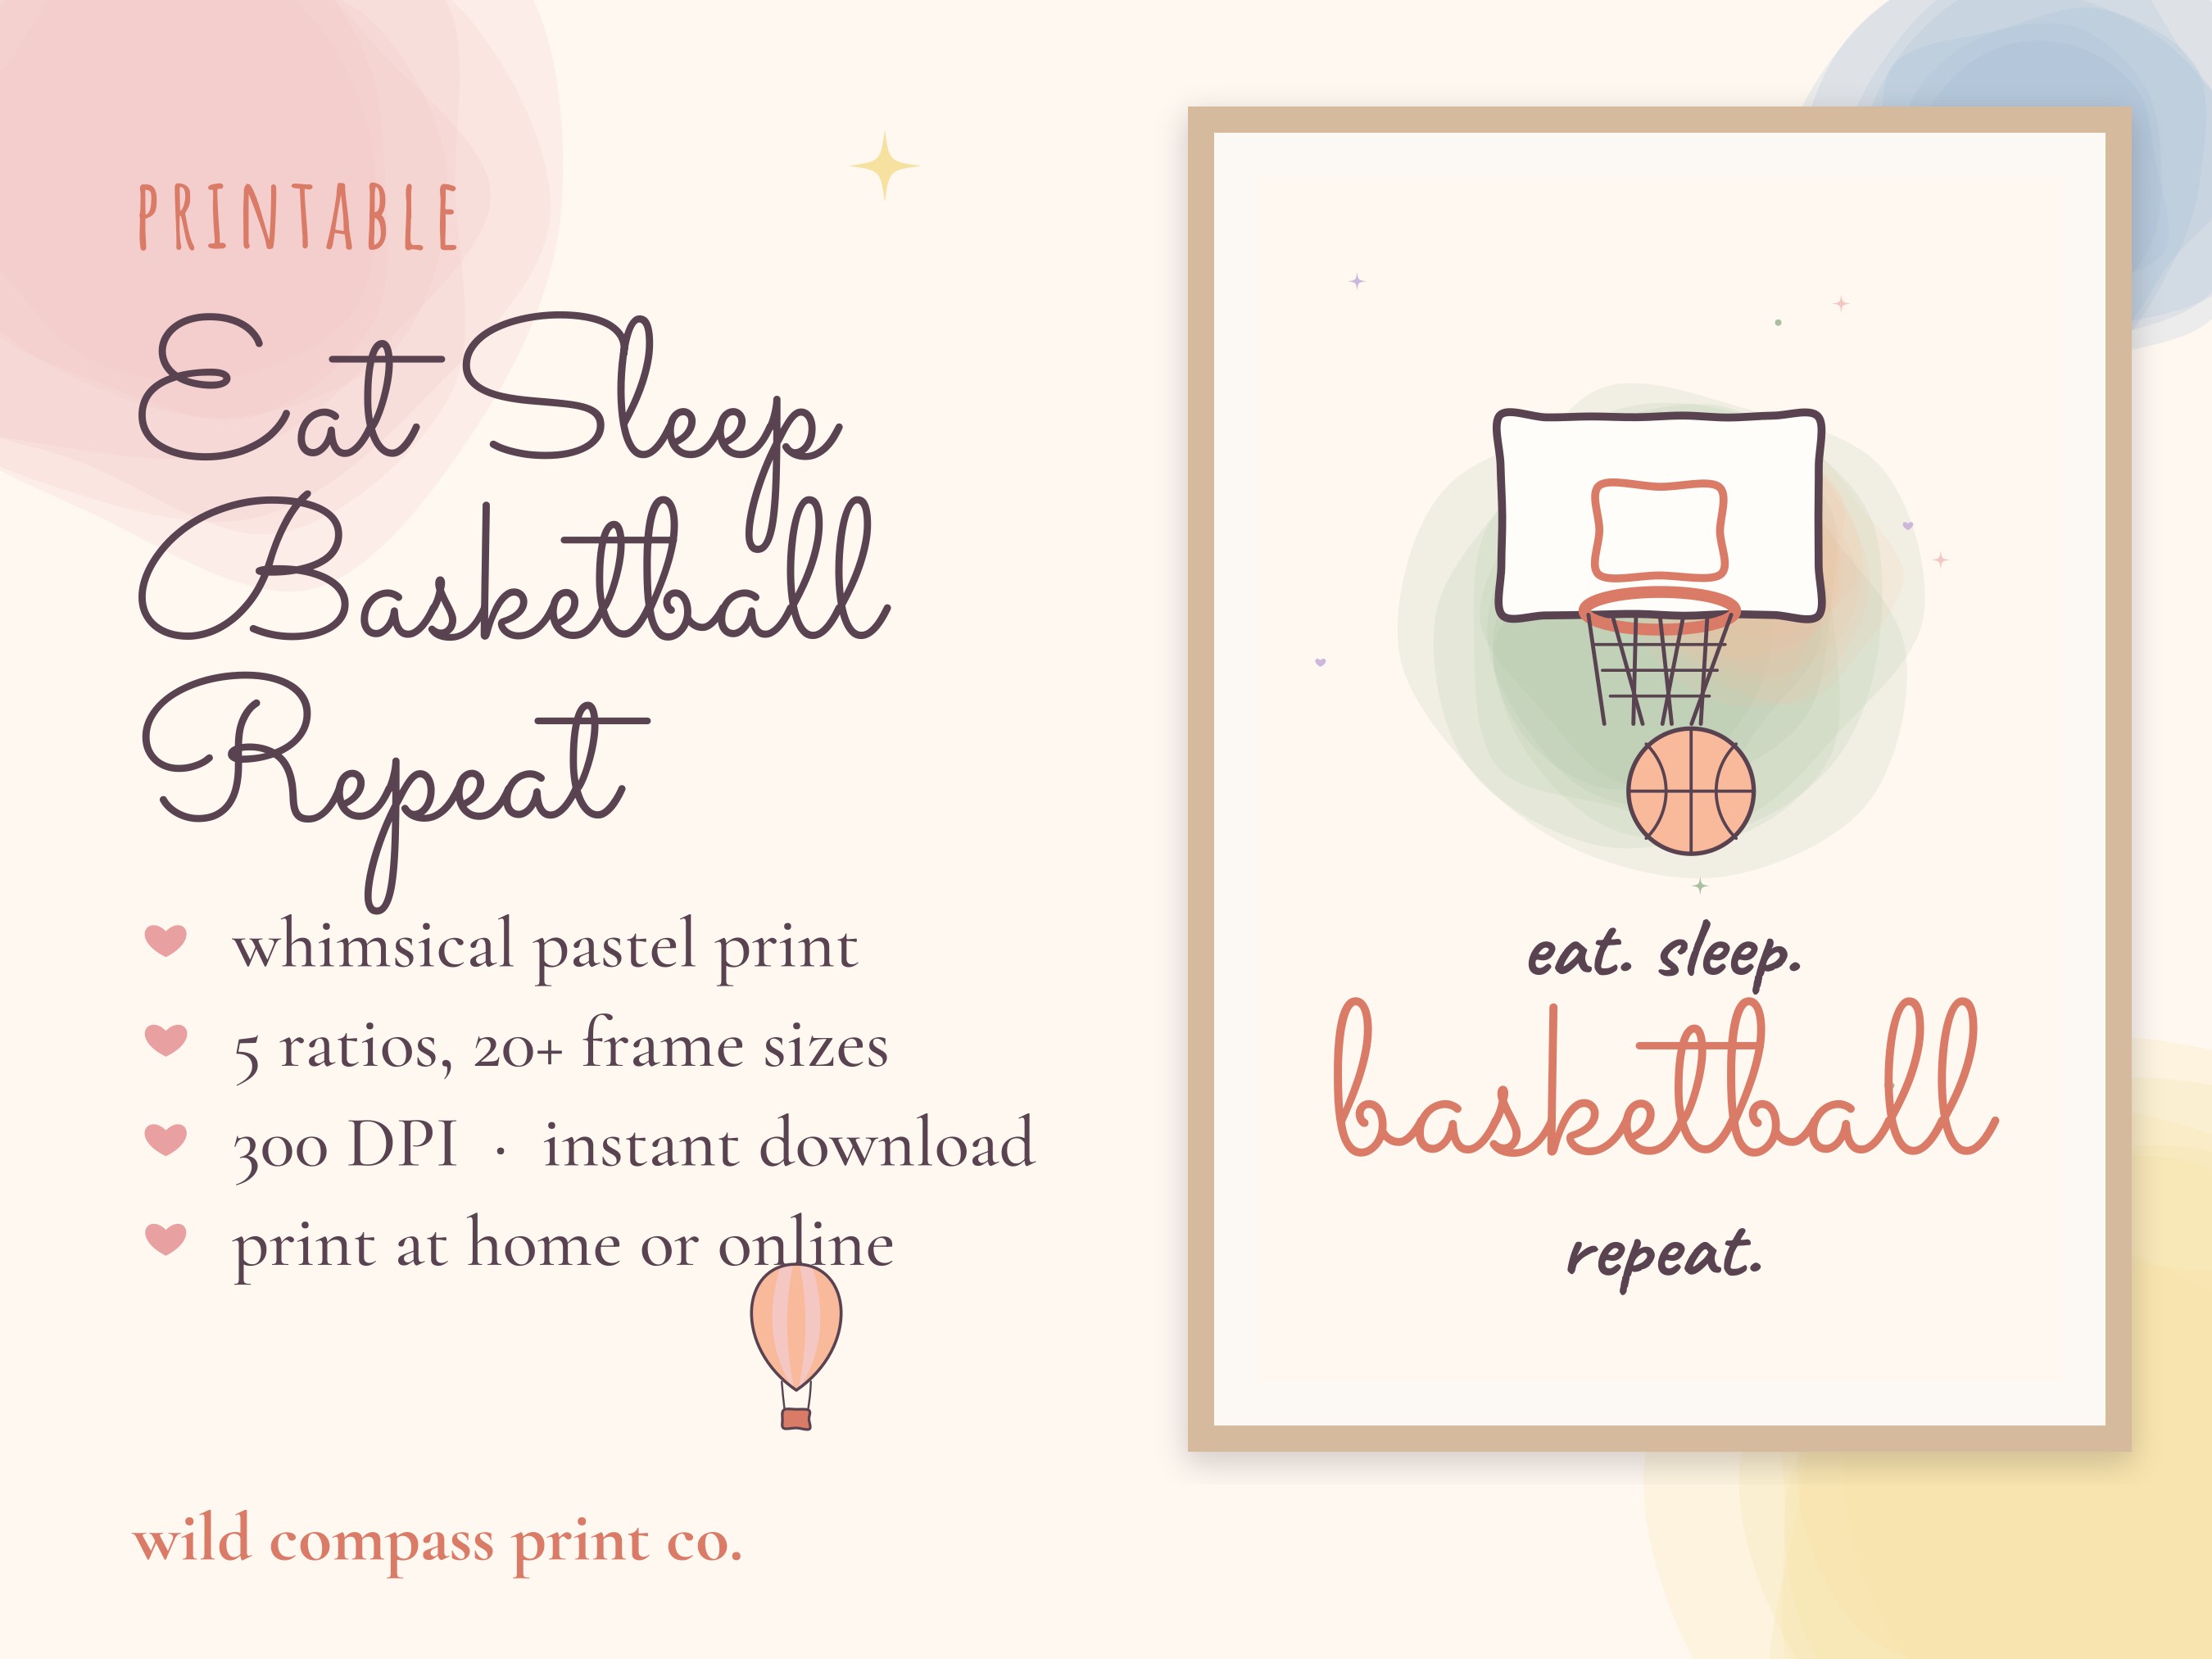 PRINTABLE
Eat Sleep
Basketball
Repeat
whimsical pastel print
5 ratios, 20+ frame sizes
300 DPI · instant download
print at home or online
wild compass print co.
eat. sleep.
basketball
repeat.